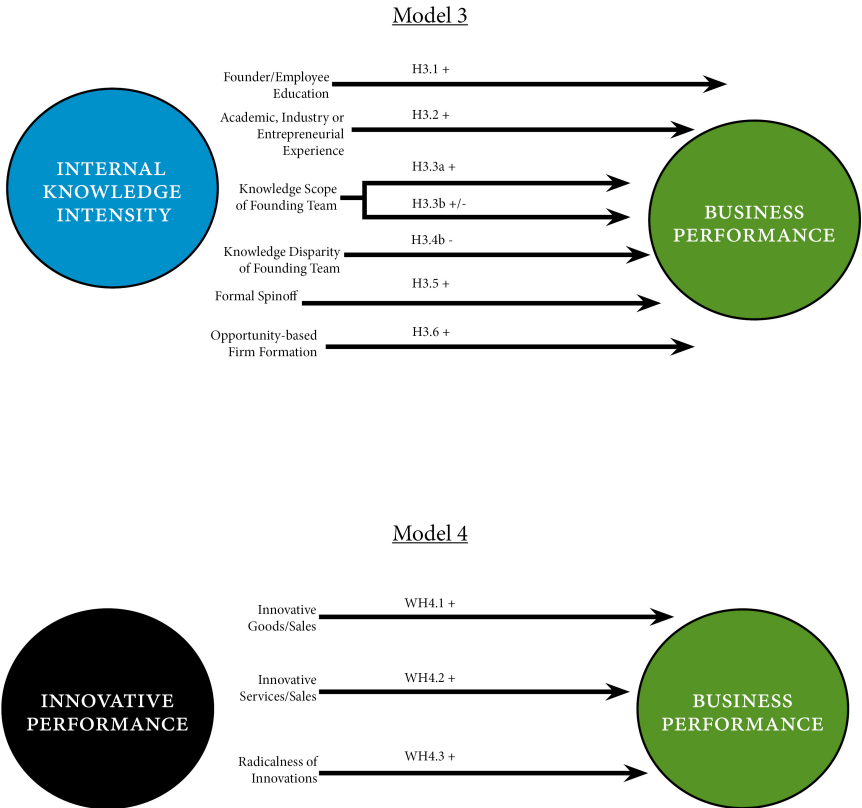 Model 3
INTERNAL
KNOWLEDGE
INTENSITY
Founder/Employee
Education
H3.1 +
Academic, Industry or
Entrepreneurial
Experience
H3.2 +
Knowledge Scope
of Founding Team
H3.3a +
H3.3b +/-
Knowledge Disparity
of Founding Team
H3.4b -
Formal Spinoff
H3.5 +
Opportunity-based
Firm Formation
H3.6 +
BUSINESS
PERFORMANCE
Model 4
INNOVATIVE
PERFORMANCE
Innovative
Goods/Sales
WH4.1 +
Innovative
Services/Sales
WH4.2 +
Radicalness of
Innovations
WH4.3 +
BUSINESS
PERFORMANCE